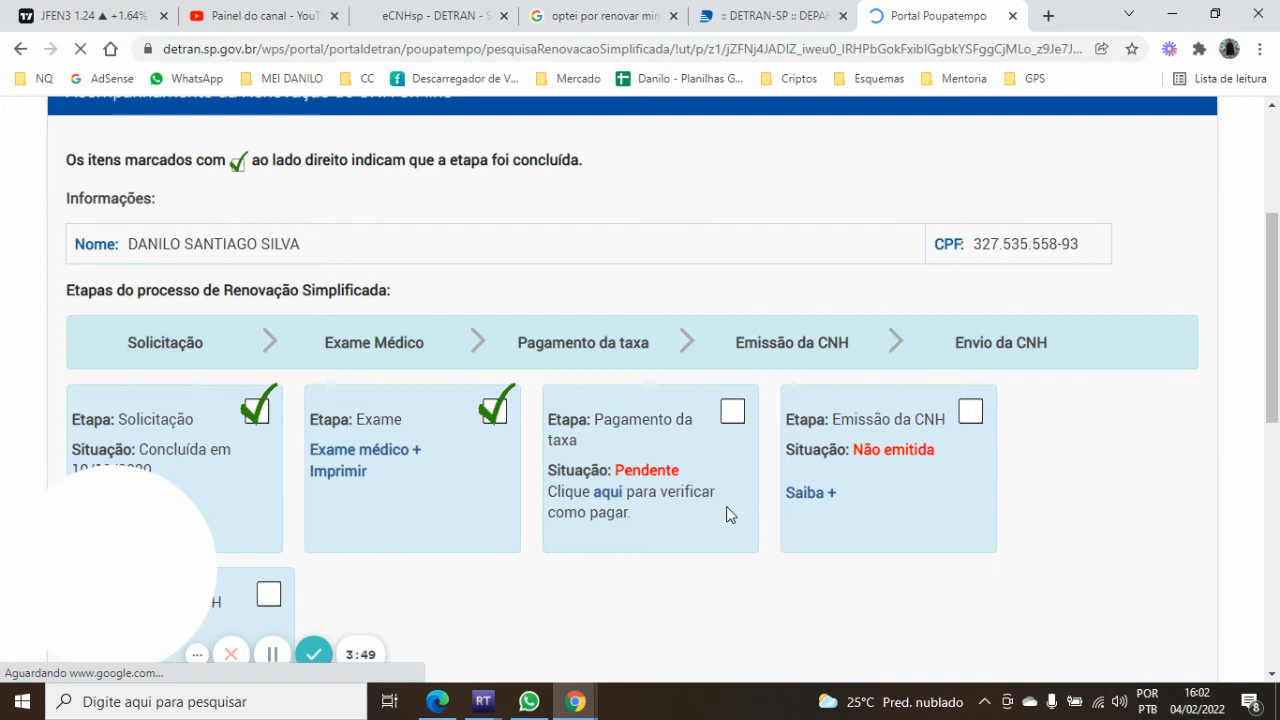 JFEN3 1.24 ▲ +1.64%
Painel do canal - YouT
eCNHsp - DETRAN - S
optei por renovar min
:: DETRAN-SP :: DEPAR
Portal Poupatempo
detran.sp.gov.br/wps/portal/portaldetran/poupatempo/pesquisaRenovacaoSimplificada/lut/p/z1/jZFNj4JADIZ_iweu0_IRHPbGokFxibIGgbkYSFggCjMLo_z9Je7J...
NQ
AdSense
WhatsApp
MEI DANILO
CC
Descarregador de V...
Mercado
Danilo - Planilhas G...
Criptos
Esquemas
Mentoria
GPS
Lista de leitura
Os itens marcados com ao lado direito indicam que a etapa foi concluída.
Informações:
Nome: DANILO SANTIAGO SILVA
CPF: 327.535.558-93
Etapas do processo de Renovação Simplificada:
Solicitação
Exame Médico
Pagamento da taxa
Emissão da CNH
Envio da CNH
Etapa: Solicitação
Situação: Concluída em
Etapa: Exame
Exame médico +
Imprimir
Etapa: Pagamento da
taxa
Situação: Pendente
Clique aqui para verificar
como pagar.
Etapa: Emissão da CNH
Situação: Não emitida
Saiba +
H
3:49
Aguardando www.google.com...
Digite aqui para pesquisar
RT
25°C Pred. nublado
POR
PTB
16:02
04/02/2022
8